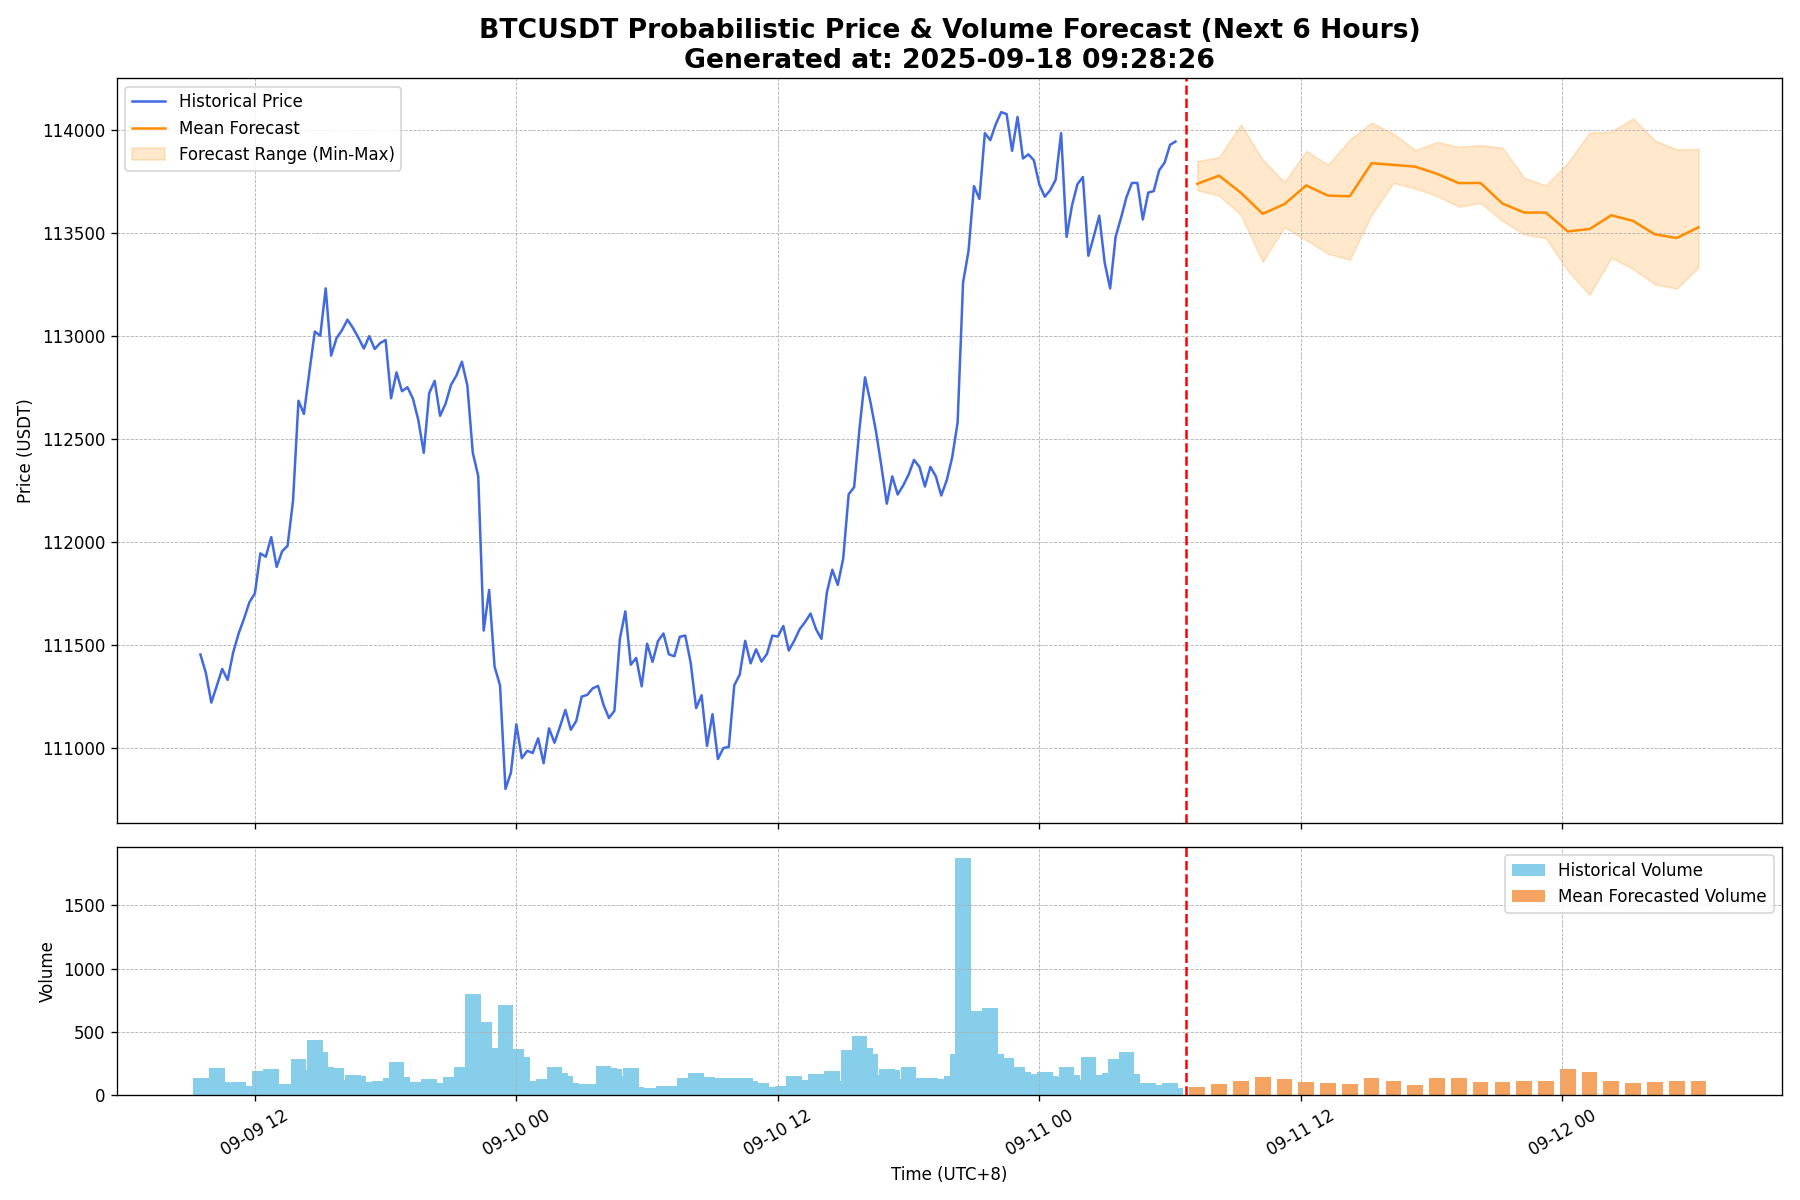 BTCUSDT Probabilistic Price & Volume Forecast (Next 6 Hours)
Generated at: 2025-09-18 09:28:26
Historical Price
Mean Forecast
Forecast Range (Min-Max)
114000
113500
113000
112500
112000
111500
111000
Price (USDT)
Historical Volume
Mean Forecasted Volume
1500
1000
500
0
Volume
09-09 12
09-10 00
09-10 12
09-11 00
09-11 12
09-12 00
Time (UTC+8)